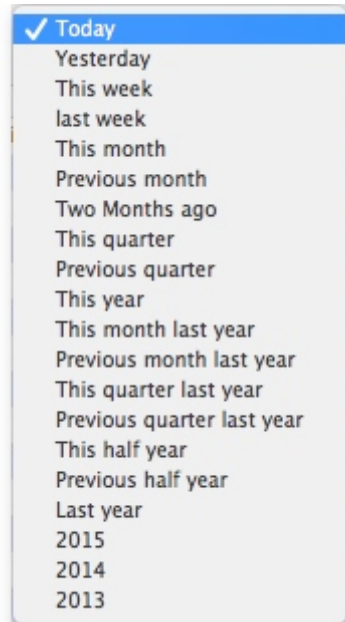 Today
Yesterday
This week
last week
This month
Previous month
Two Months ago
This quarter
Previous quarter
This year
This month last year
Previous month last year
This quarter last year
Previous quarter last year
This half year
Previous half year
Last year
2015
2014
2013